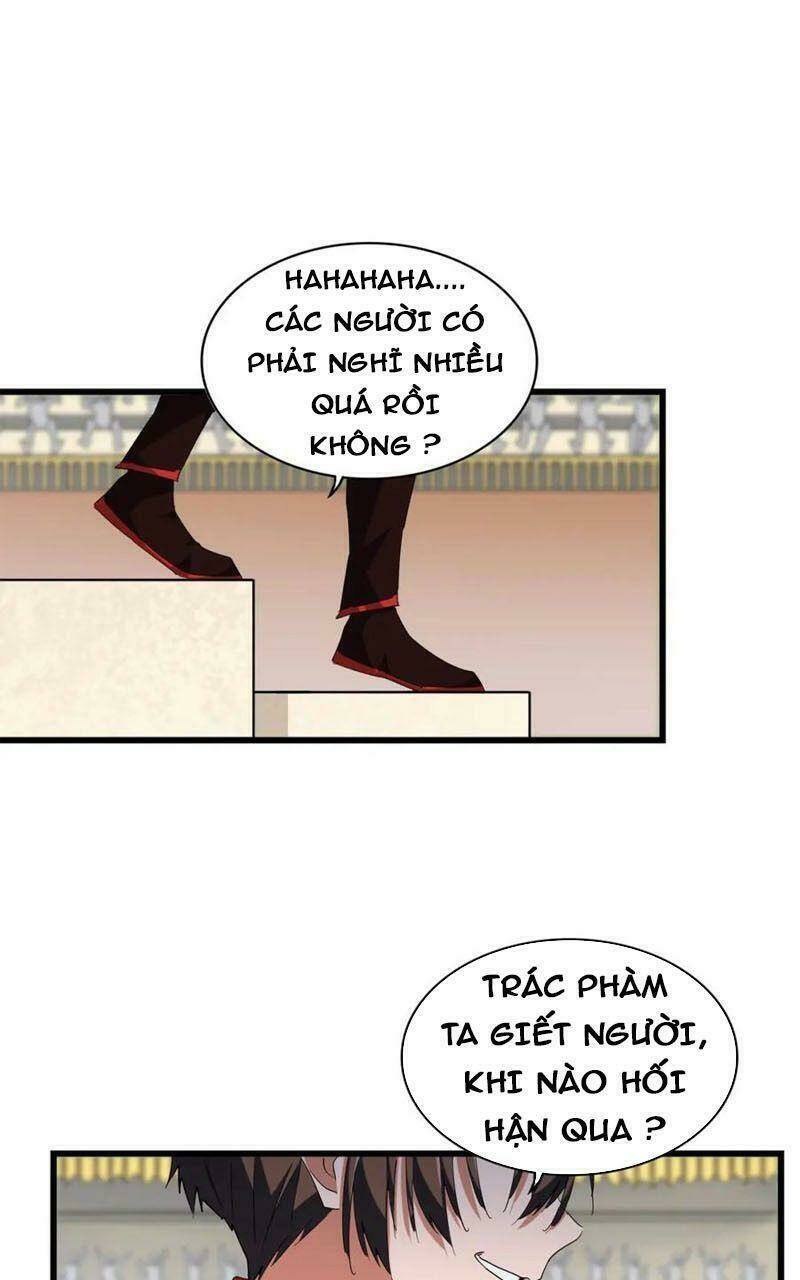 HAHAHAHA....
CÁC NGƯỜI CÓ
PHẢI NGHĨ NHIỀU
QUÁ RỒI
KHÔNG ?
TRÁC PHÀM
TA GIẾT NGƯỜI,
KHI NÀO HỐI
HẬN QUA ?